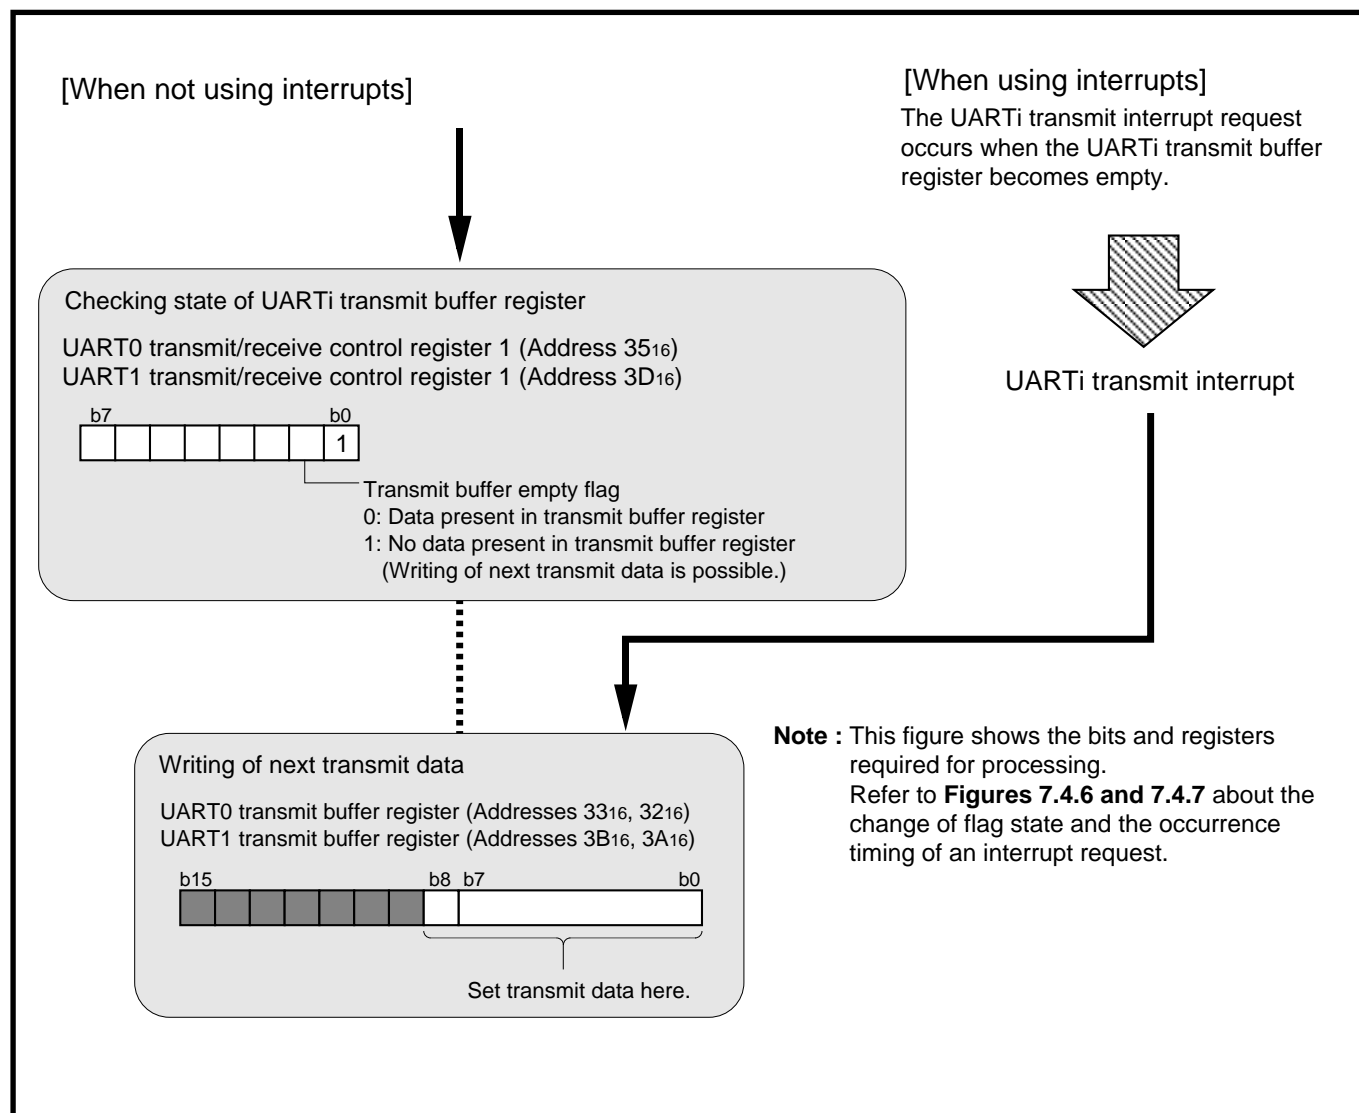 [When not using interrupts]
[When using interrupts]
The UARTi transmit interrupt request
occurs when the UARTi transmit buffer
register becomes empty.
Checking state of UARTi transmit buffer register
UART0 transmit/receive control register 1 (Address 3516)
UART1 transmit/receive control register 1 (Address 3D16)
b7 b0
1
Transmit buffer empty flag
0: Data present in transmit buffer register
1: No data present in transmit buffer register
(Writing of next transmit data is possible.)
UARTi transmit interrupt
Writing of next transmit data
UART0 transmit buffer register (Addresses 3316, 3216)
UART1 transmit buffer register (Addresses 3B16, 3A16)
b15 b8 b7 b0
Set transmit data here.
Note : This figure shows the bits and registers
required for processing.
Refer to Figures 7.4.6 and 7.4.7 about the
change of flag state and the occurrence
timing of an interrupt request.